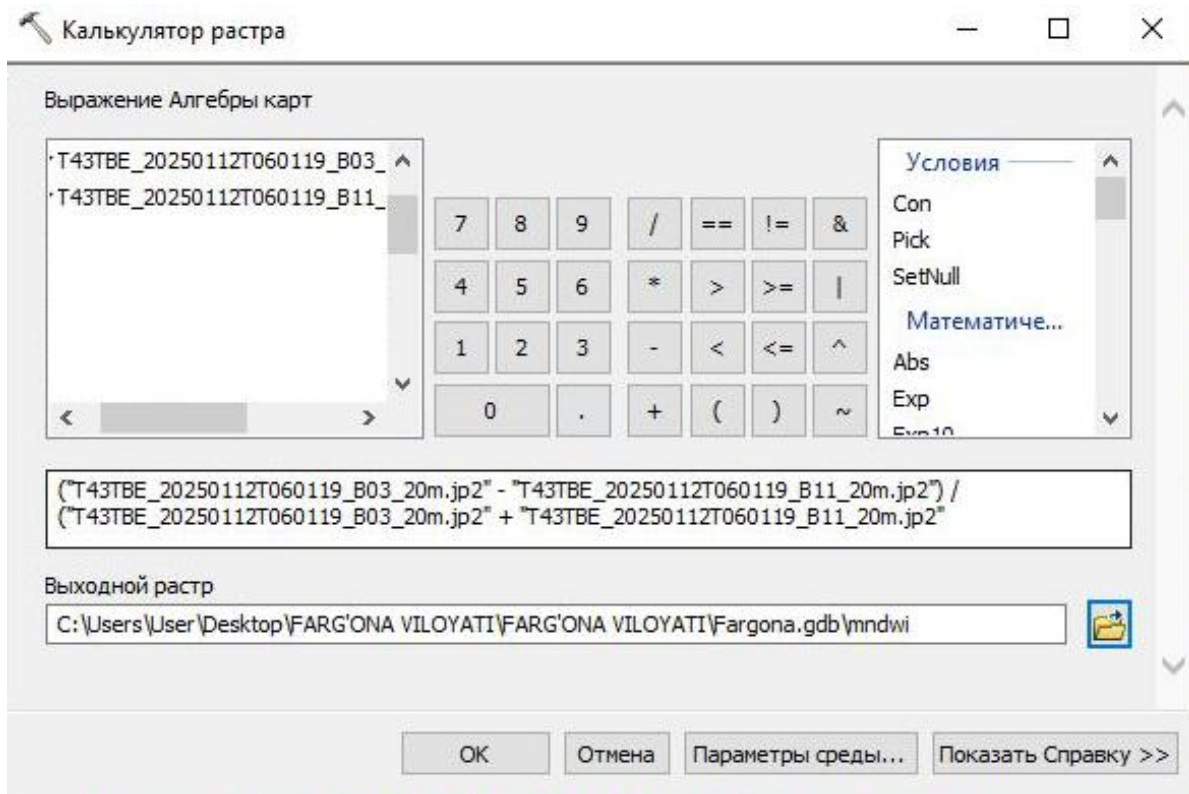 Калькулятор растра
Выражение Алгебры карт
T43TBE_20250112T060119_B03_
T43TBE_20250112T060119_B11_
7 8 9 / == != &
4 5 6 * > >= |
1 2 3 - < <= ^
0 . + ( ) ~
Условия
Con
Pick
SetNull
Математиче...
Abs
Exp
Exp10
("T43TBE_20250112T060119_B03_20m.jp2" - "T43TBE_20250112T060119_B11_20m.jp2") /
("T43TBE_20250112T060119_B03_20m.jp2" + "T43TBE_20250112T060119_B11_20m.jp2"
Выходной растр
C:\Users\User\Desktop\FARG'ONA VILOYATI\FARG'ONA VILOYATI\Fargona.gdb\mndwi
OK Отмена Параметры среды... Показать Справку >>